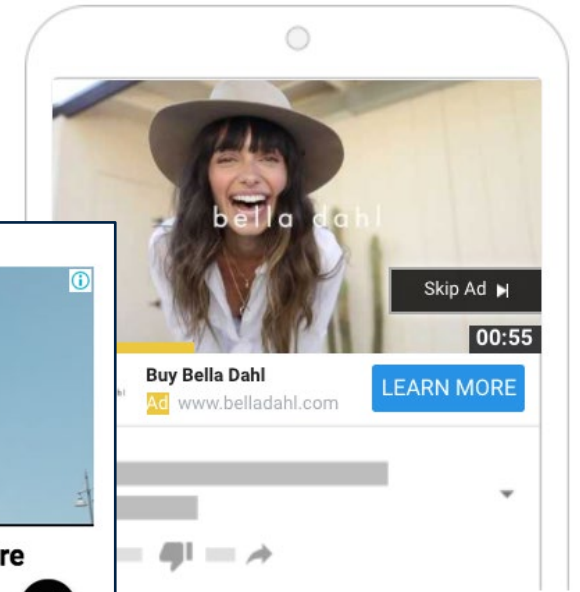 bella dahl
Skip Ad
00:55
Buy Bella Dahl
Ad www.belladahl.com
LEARN MORE
re